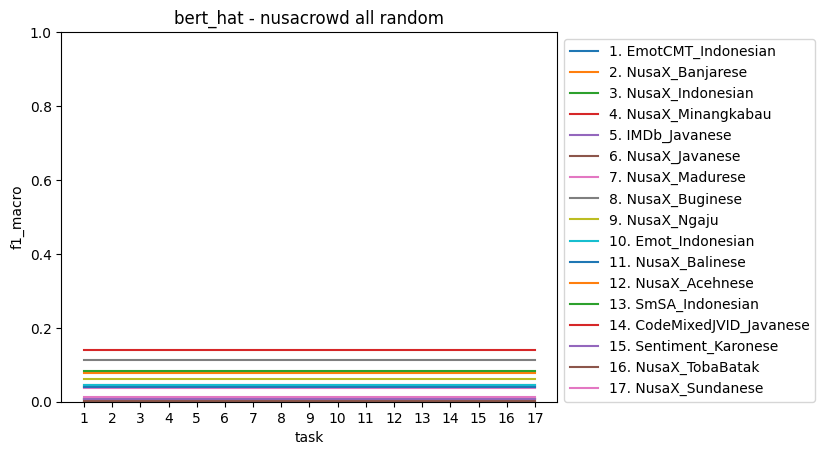 bert_hat - nusacrowd all random
1.0
0.8
0.6
0.4
0.2
0.0
f1_macro
1 2 3 4 5 6 7 8 9 10 11 12 13 14 15 16 17
task
1. EmotCMT_Indonesian
2. NusaX_Banjarese
3. NusaX_Indonesian
4. NusaX_Minangkabau
5. IMDb_Javanese
6. NusaX_Javanese
7. NusaX_Madurese
8. NusaX_Buginese
9. NusaX_Ngaju
10. Emot_Indonesian
11. NusaX_Balinese
12. NusaX_Acehnese
13. SmSA_Indonesian
14. CodeMixedJVID_Javanese
15. Sentiment_Karonese
16. NusaX_TobaBatak
17. NusaX_Sundanese